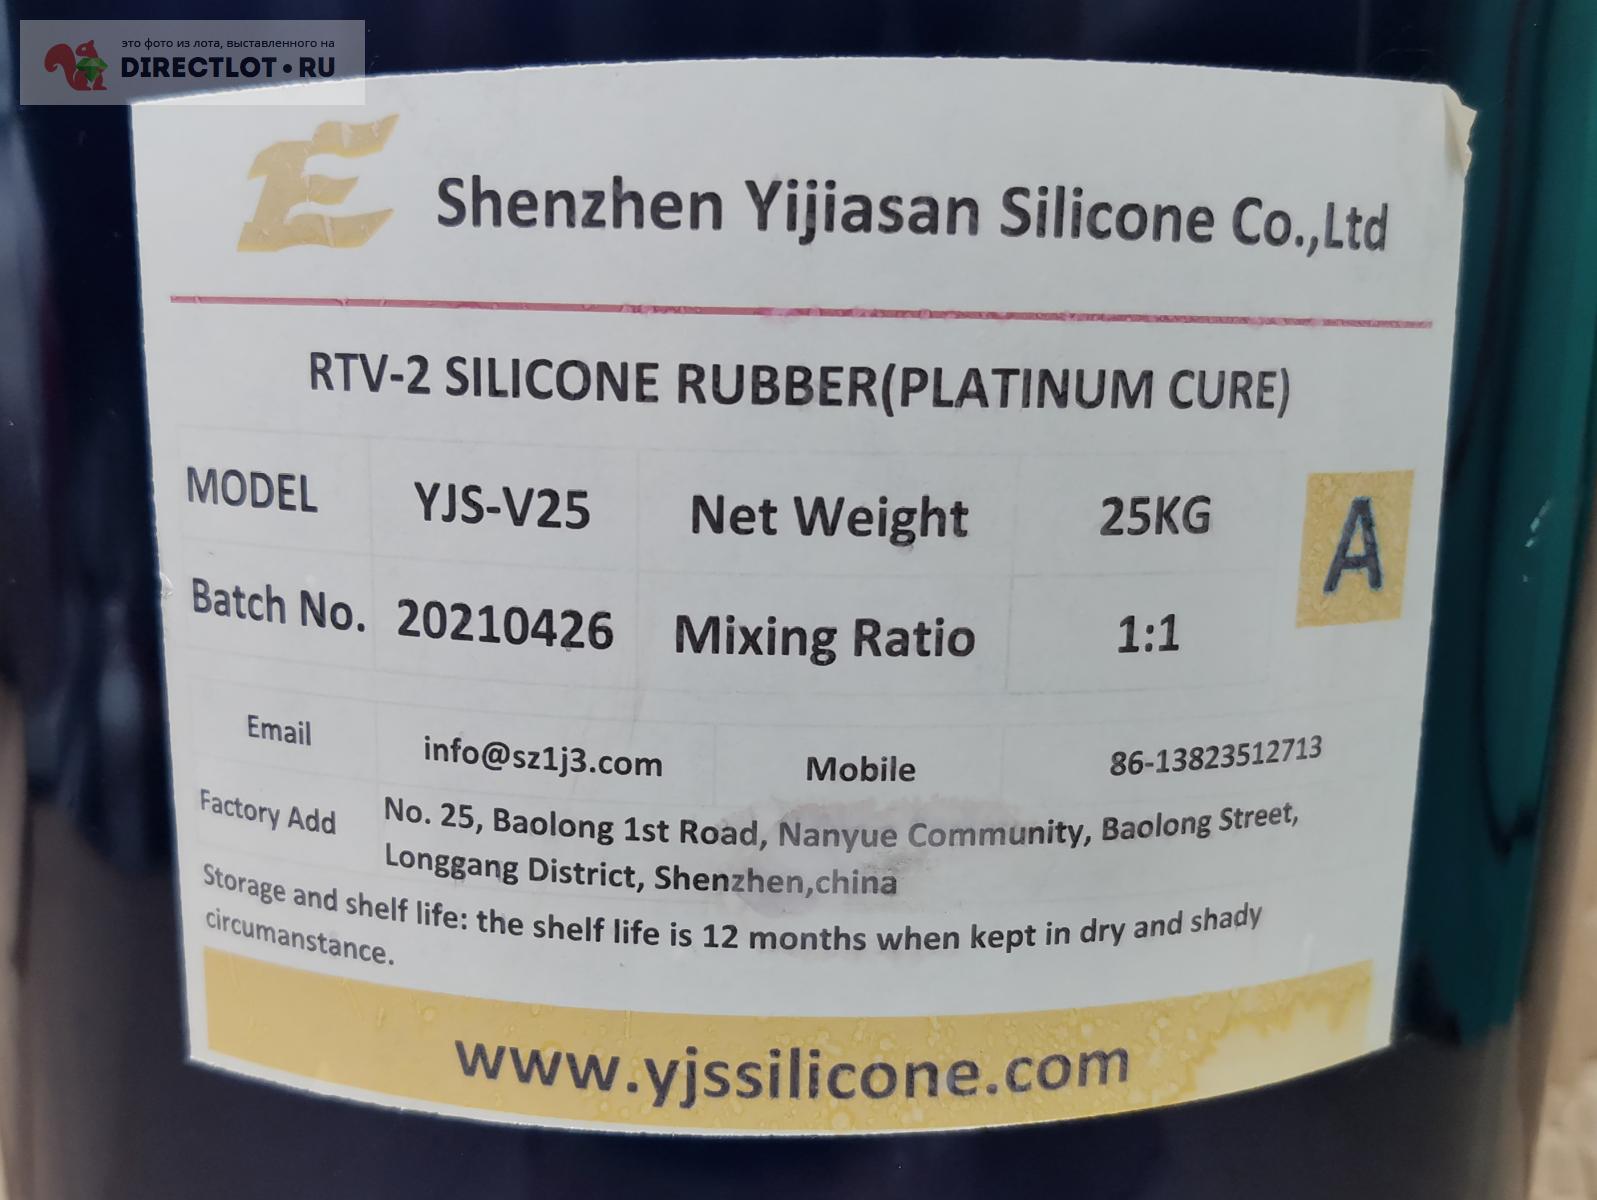 это фото из лота, выставленного на
DIRECTLOT•RU
E
Shenzhen Yijiasan Silicone Co.,Ltd
RTV-2 SILICONE RUBBER(PLATINUM CURE)
MODEL YJS-V25 Net Weight 25KG
A
Batch No. 20210426 Mixing Ratio 1:1
Email info@sz1j3.com Mobile 86-13823512713
Factory Add No. 25, Baolong 1st Road, Nanyue Community, Baolong Street,
Longgang District, Shenzhen,china
Storage and shelf life: the shelf life is 12 months when kept in dry and shady
circumanstance.
www.yjssilicone.com